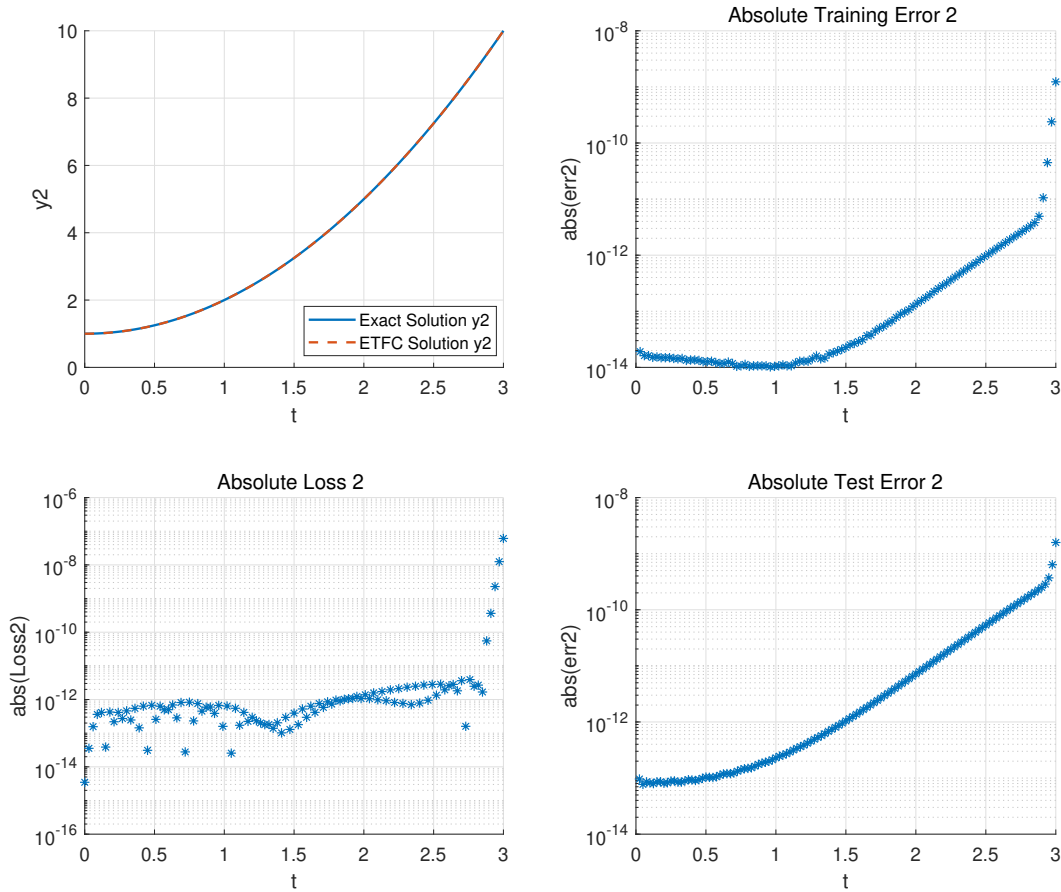 10
8
6
4
2
0
y2
0 0.5 1 1.5 2 2.5 3
t
Exact Solution y2
ETFC Solution y2
Absolute Training Error 2
10^-8
10^-10
10^-12
10^-14
abs(err2)
0 0.5 1 1.5 2 2.5 3
t
Absolute Loss 2
10^-6
10^-8
10^-10
10^-12
10^-14
10^-16
abs(Loss2)
0 0.5 1 1.5 2 2.5 3
t
Absolute Test Error 2
10^-8
10^-10
10^-12
10^-14
abs(err2)
0 0.5 1 1.5 2 2.5 3
t